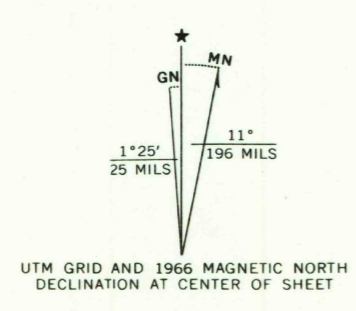 ★
GN
MN
1°25'
25 MILS
11°
196 MILS
UTM GRID AND 1966 MAGNETIC NORTH
DECLINATION AT CENTER OF SHEET